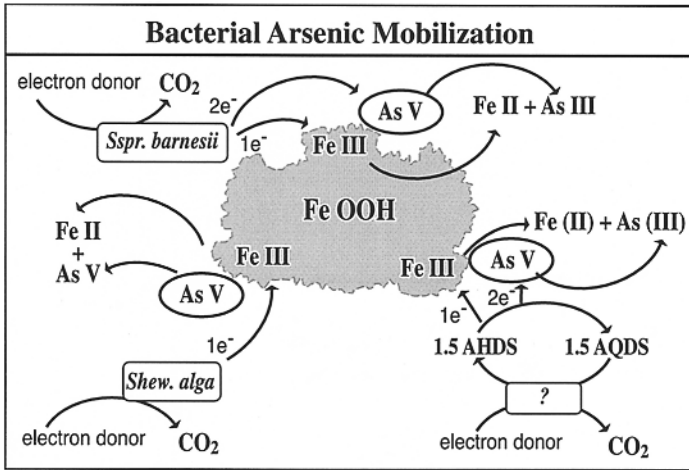 Bacterial Arsenic Mobilization
electron donor
CO₂
2e⁻
Sspr. barnesii
1e⁻
As V
Fe II + As III
Fe III
Fe OOH
Fe II
+
As V
Fe III
As V
1e⁻
Shew. alga
electron donor
CO₂
Fe III
As V
Fe (II) + As (III)
1e⁻
2e⁻
1.5 AHDS
1.5 AQDS
?
electron donor
CO₂